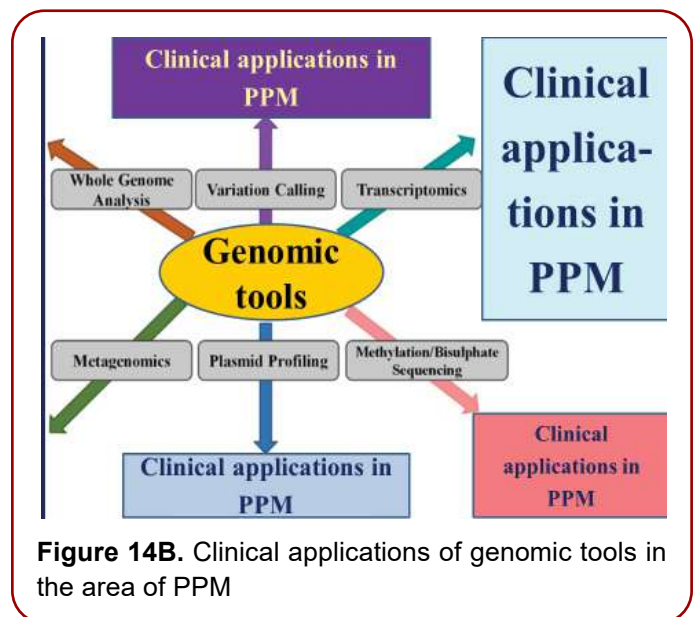 Clinical applications in
PPM
Clinical
applica-
tions in
PPM
Whole Genome
Analysis
Variation Calling
Transcriptomics
Genomic
tools
Metagenomics
Plasmid Profiling
Methylation/Bisulphate
Sequencing
Clinical applications in
PPM
Clinical
applications in
PPM
Figure 14B. Clinical applications of genomic tools in
the area of PPM